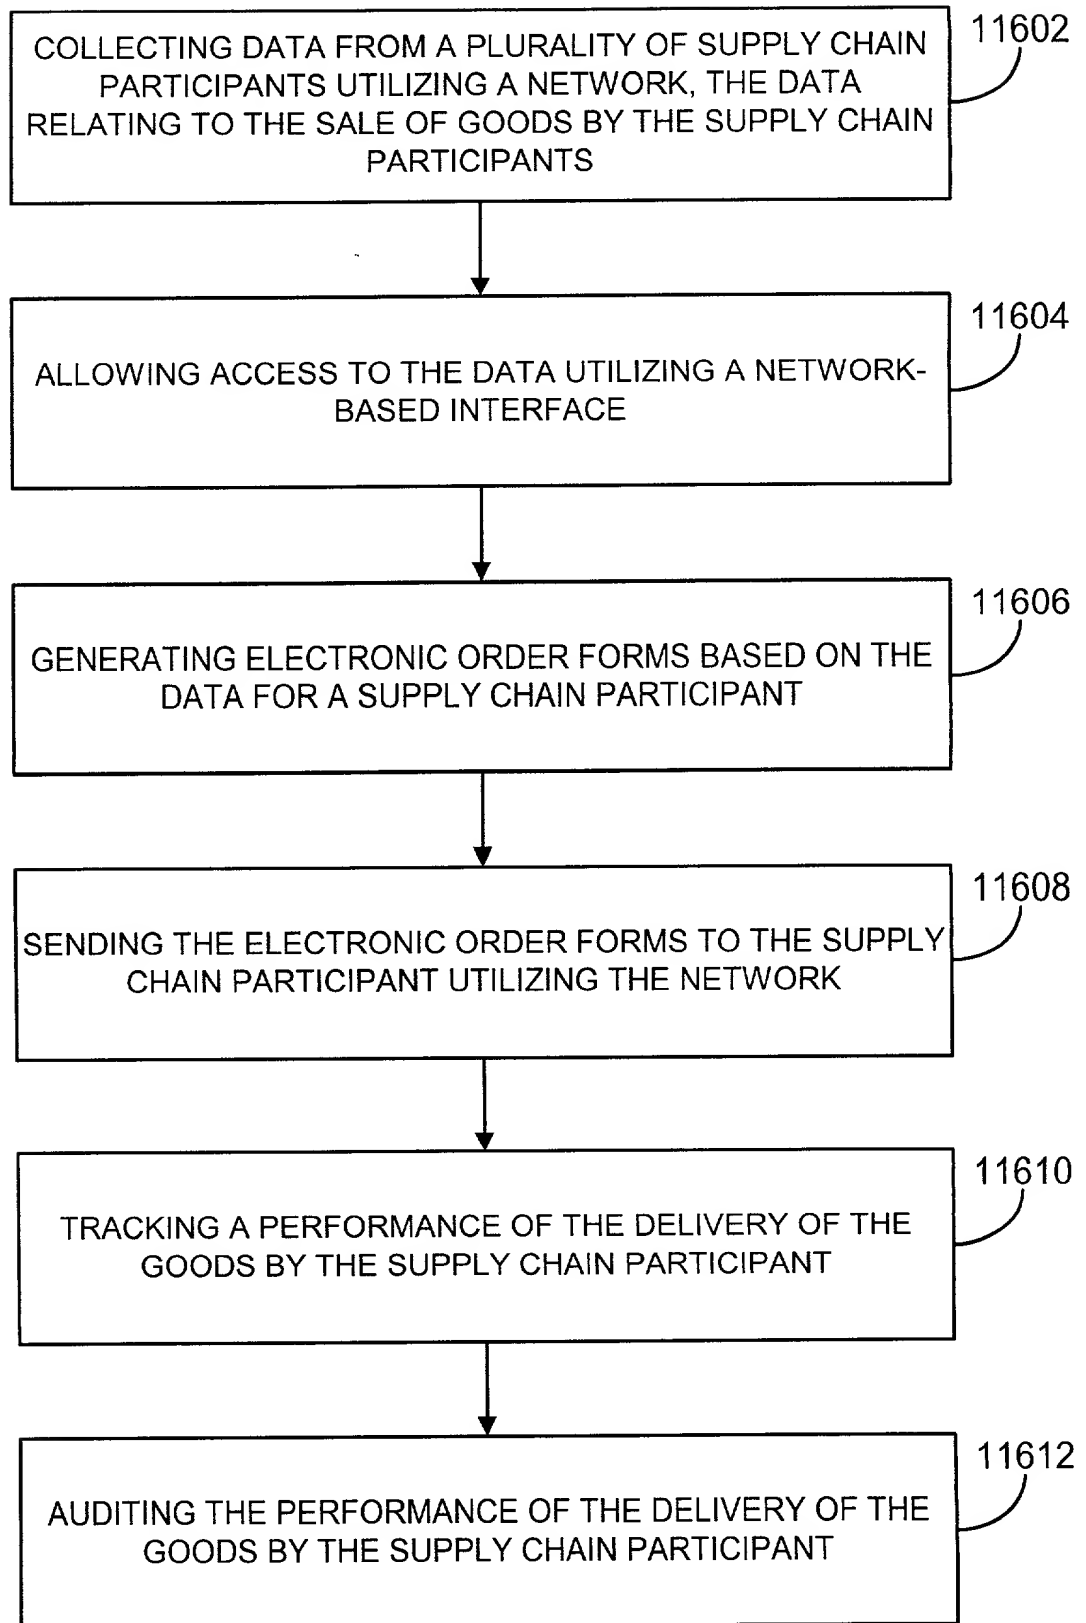 11602
COLLECTING DATA FROM A PLURALITY OF SUPPLY CHAIN
PARTICIPANTS UTILIZING A NETWORK, THE DATA
RELATING TO THE SALE OF GOODS BY THE SUPPLY CHAIN
PARTICIPANTS
11604
ALLOWING ACCESS TO THE DATA UTILIZING A NETWORK-
BASED INTERFACE
11606
GENERATING ELECTRONIC ORDER FORMS BASED ON THE
DATA FOR A SUPPLY CHAIN PARTICIPANT
11608
SENDING THE ELECTRONIC ORDER FORMS TO THE SUPPLY
CHAIN PARTICIPANT UTILIZING THE NETWORK
11610
TRACKING A PERFORMANCE OF THE DELIVERY OF THE
GOODS BY THE SUPPLY CHAIN PARTICIPANT
11612
AUDITING THE PERFORMANCE OF THE DELIVERY OF THE
GOODS BY THE SUPPLY CHAIN PARTICIPANT